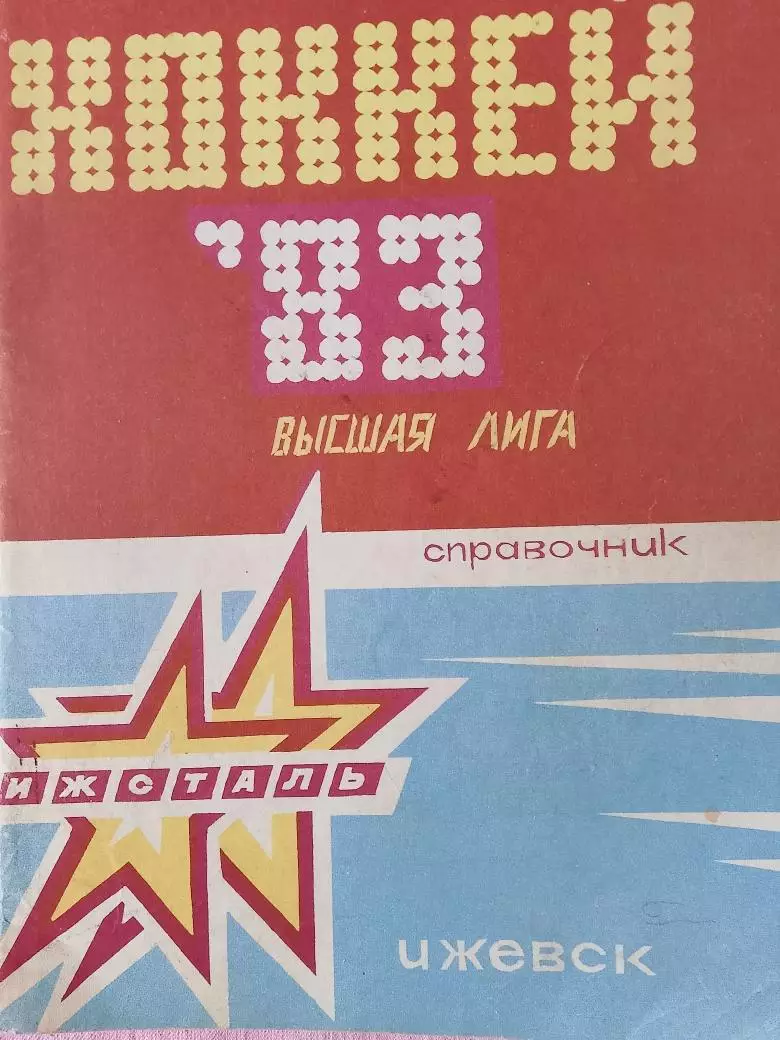 ХОККЕЙ
'83
ВЫСШАЯ ЛИГА
справочник
ИЖСТАЛЬ
ижевск